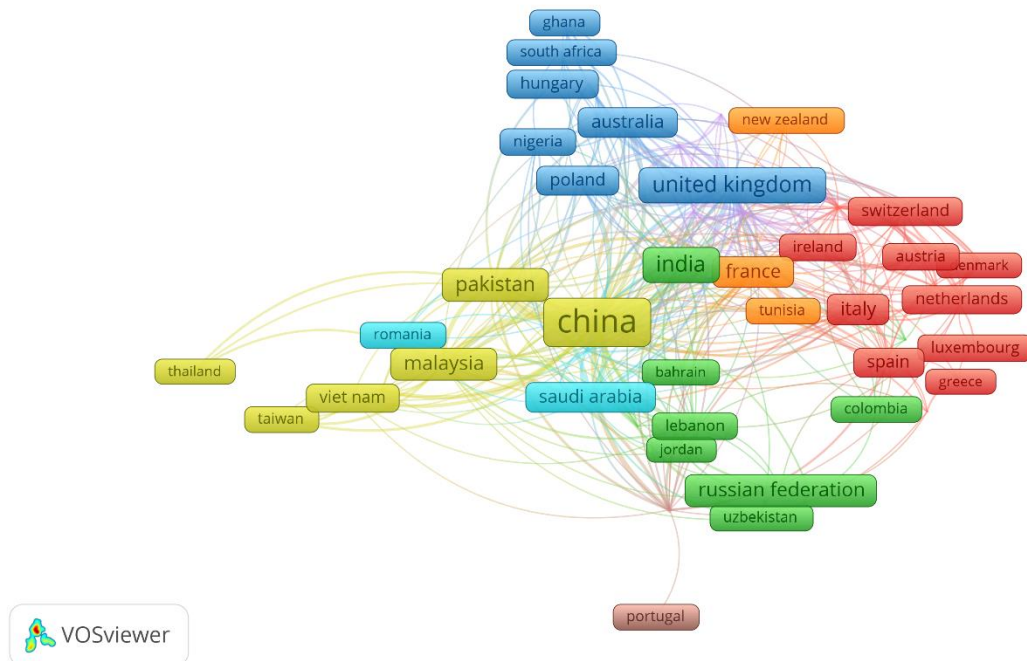 ghana
south africa
hungary
australia
new zealand
nigeria
poland
united kingdom
switzerland
ireland
austria
denmark
india
france
pakistan
netherlands
tunisia
italy
china
romania
malaysia
luxembourg
spain
thailand
bahrain
greece
viet nam
saudi arabia
colombia
taiwan
lebanon
jordan
russian federation
uzbekistan
portugal
VOSviewer